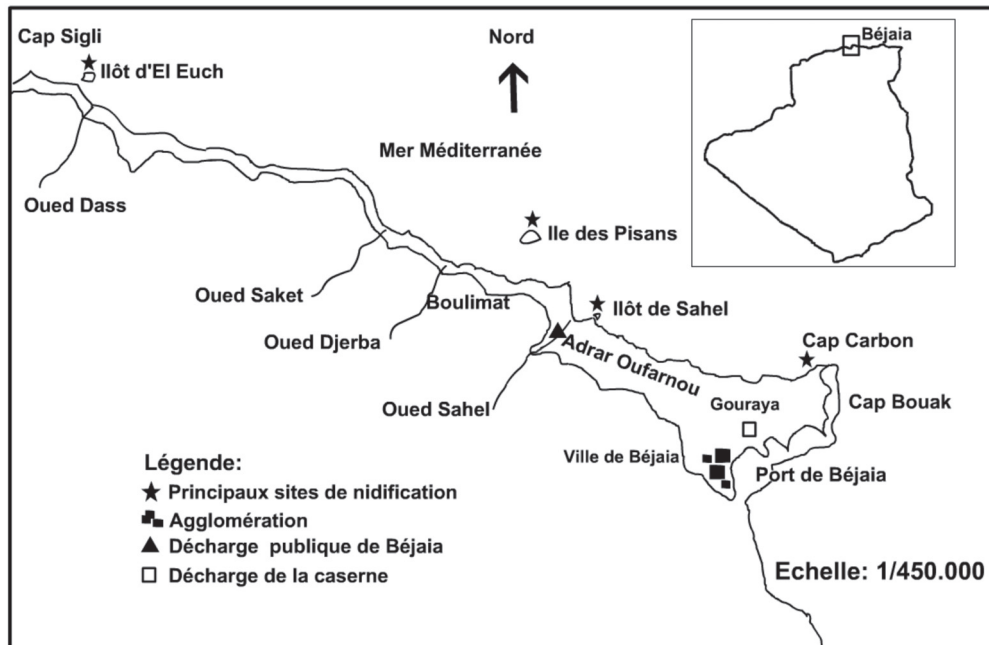 Cap Sigli
Nord
Béjaia
Ilôt d'El Euch
Mer Méditerranée
Oued Dass
Ile des Pisans
Oued Saket
Boulimat
Ilôt de Sahel
Oued Djerba
Cap Carbon
Adrar Oufarnou
Oued Sahel
Gouraya
Cap Bouak
Ville de Béjaia
Port de Béjaia
Légende:
Principaux sites de nidification
Agglomération
Décharge publique de Béjaia
Décharge de la caserne
Echelle: 1/450.000